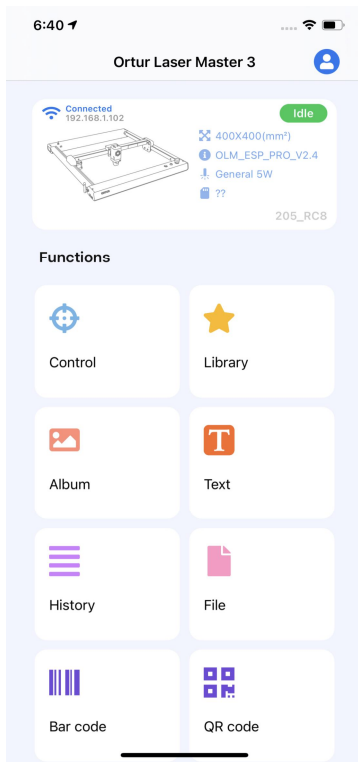 6:40
Ortur Laser Master 3
Connected
192.168.1.102
Idle
400X400(mm²)
OLM_ESP_PRO_V2.4
General 5W
??
205_RC8
Functions
Control
Library
Album
T
Text
History
File
Bar code
QR code